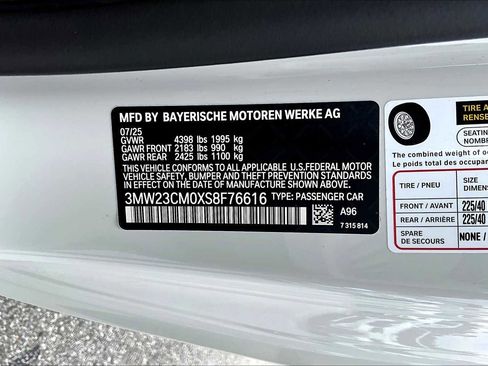 MFD BY BAYERISCHE MOTOREN WERKE AG
07/25
GVWR 4398 lbs 1995 kg
GAWR FRONT 2183 lbs 990 kg
GAWR REAR 2425 lbs 1100 kg
THIS VEHICLE CONFORMS TO ALL APPLICABLE U.S. FEDERAL MOTOR
VEHICLE SAFETY, BUMPER AND THEFT PREVENTION STANDARDS
IN EFFECT ON THE DATE OF MANUFACTURE SHOWN ABOVE.
3MW23CM0XS8F76616 TYPE: PASSENGER CAR
A96
7 315 814
TIRE A
RENSE
SEATING
NOMBR
The combined weight of oc
Le poids total des occupant
TIRE / PNEU SIZE
DIMENS
FRONT / AVANT 225/40
REAR / ARRIÈRE 225/40
SPARE
DE SECOURS NONE /